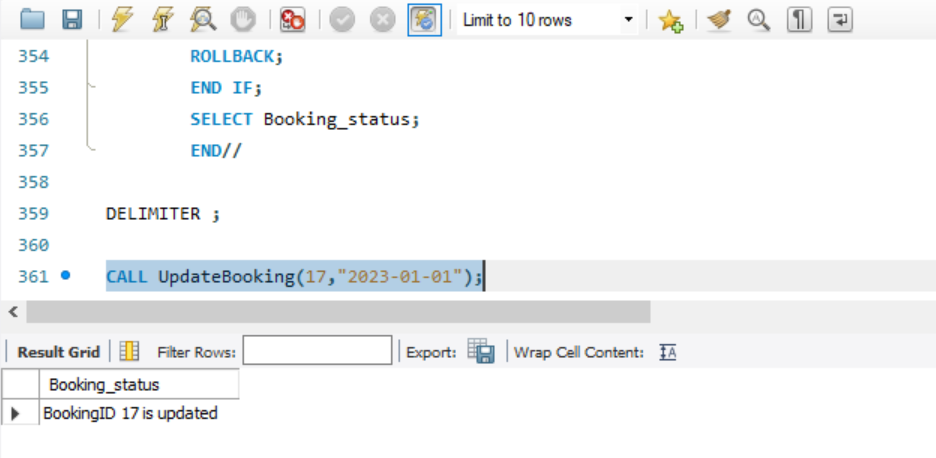 Limit to 10 rows
354 ROLLBACK;
355 END IF;
356 SELECT Booking_status;
357 END//
358
359 DELIMITER ;
360
361 CALL UpdateBooking(17,"2023-01-01");
Result Grid Filter Rows: Export: Wrap Cell Content: IA
Booking_status
BookingID 17 is updated